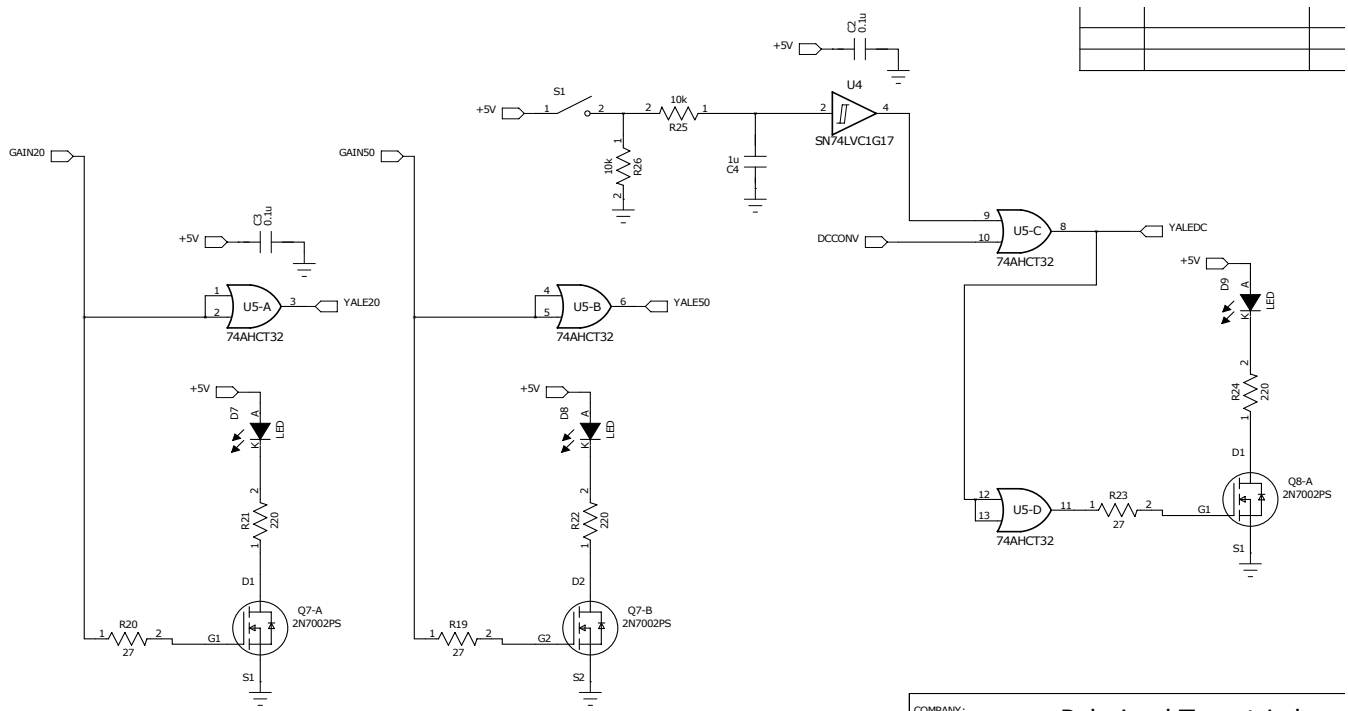 C2
0.1u
+5V
U4
S1
+5V
1
2
2
10k
1
R25
2
4
SN74LVC1G17
GAIN20
GAIN50
1
10k
R26
2
1u
C4
C3
0.1u
+5V
9
U5-C
8
YALEDC
DCCONV
10
74AHCT32
+5V
1
U5-A
3
YALE20
2
74AHCT32
4
U5-B
6
YALE50
5
74AHCT32
D9
A
K
LED
+5V
D7
A
K
LED
+5V
D8
A
K
LED
2
R24
220
1
D1
Q8-A
2N7002PS
2
R21
220
1
2
R22
220
1
12
U5-D
11
13
74AHCT32
1
R23
2
27
G1
S1
D1
Q7-A
2N7002PS
D2
Q7-B
2N7002PS
1
R20
2
27
G1
S1
1
R19
2
27
G2
S2
COMPANY: